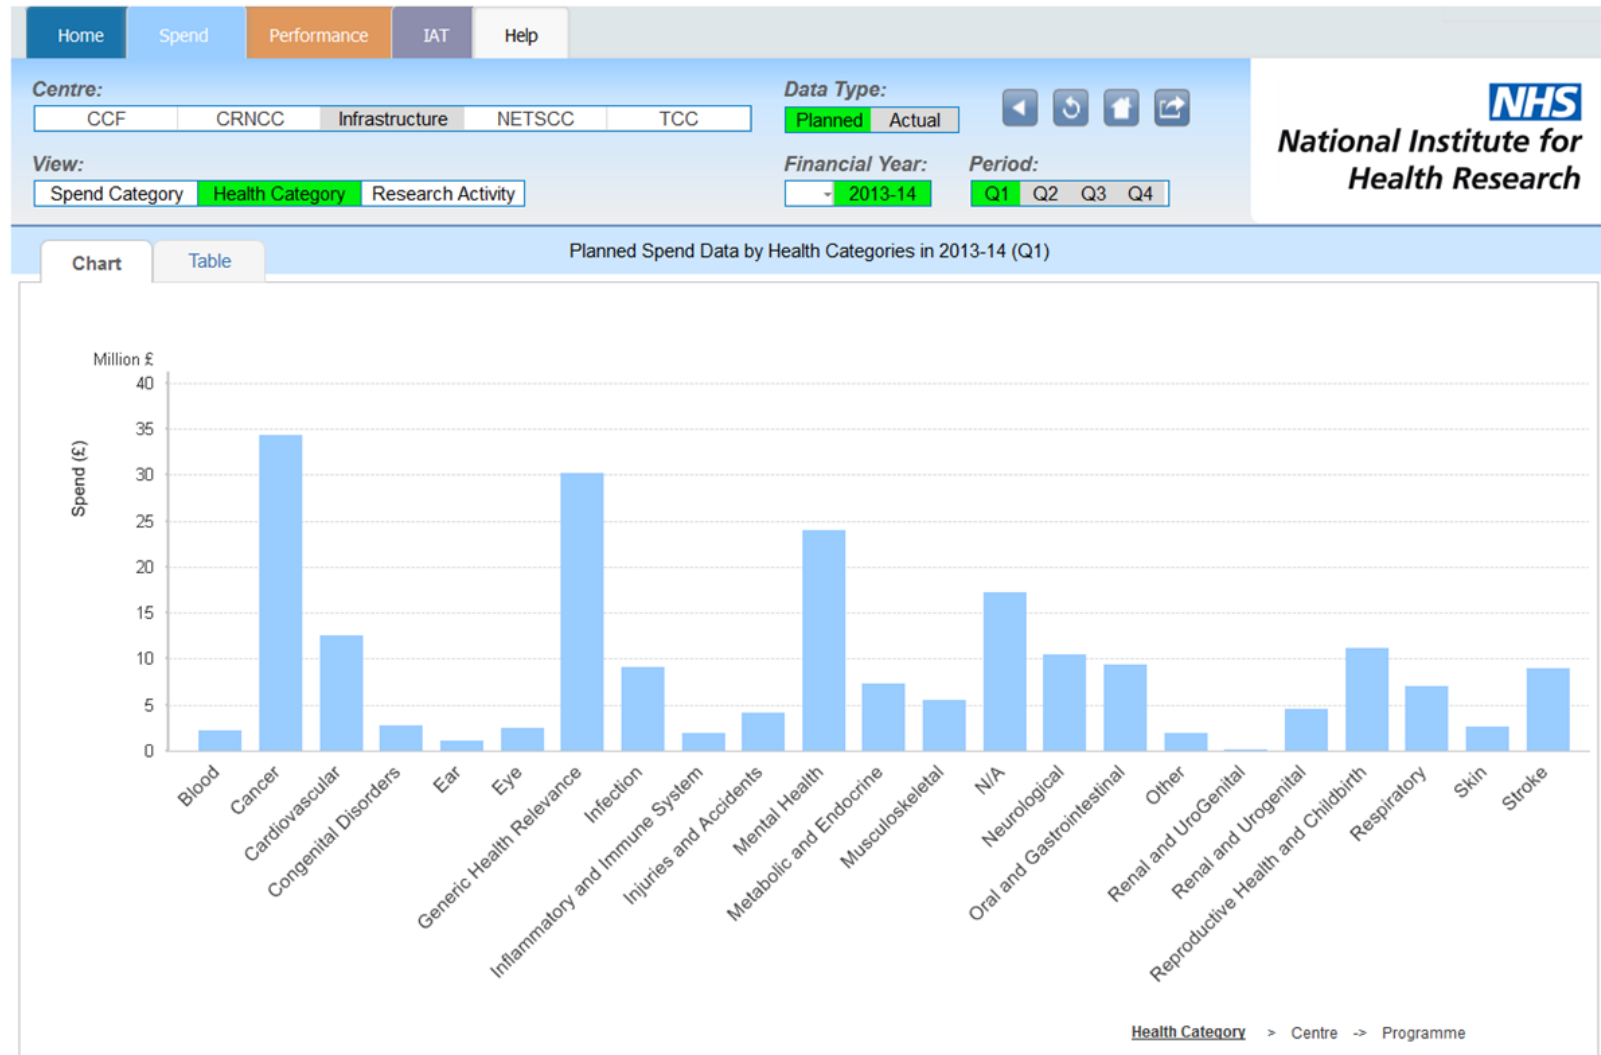 Home Spend Performance IAT Help
Centre:
CCF CRNCC Infrastructure NETSCC TCC
Data Type:
Planned Actual
View:
Spend Category Health Category Research Activity
Financial Year:
2013-14
Period:
Q1 Q2 Q3 Q4
NHS
National Institute for
Health Research
Chart Table
Planned Spend Data by Health Categories in 2013-14 (Q1)
Million £
Spend (£)
40
35
30
25
20
15
10
5
0
Blood
Cancer
Cardiovascular
Congenital Disorders
Ear
Eye
Generic Health Relevance
Infection
Inflammatory and Immune System
Injuries and Accidents
Mental Health
Metabolic and Endocrine
Musculoskeletal
N/A
Neurological
Oral and Gastrointestinal
Other
Renal and UroGenital
Renal and Urogenital
Reproductive Health and Childbirth
Respiratory
Skin
Stroke
Health Category > Centre -> Programme